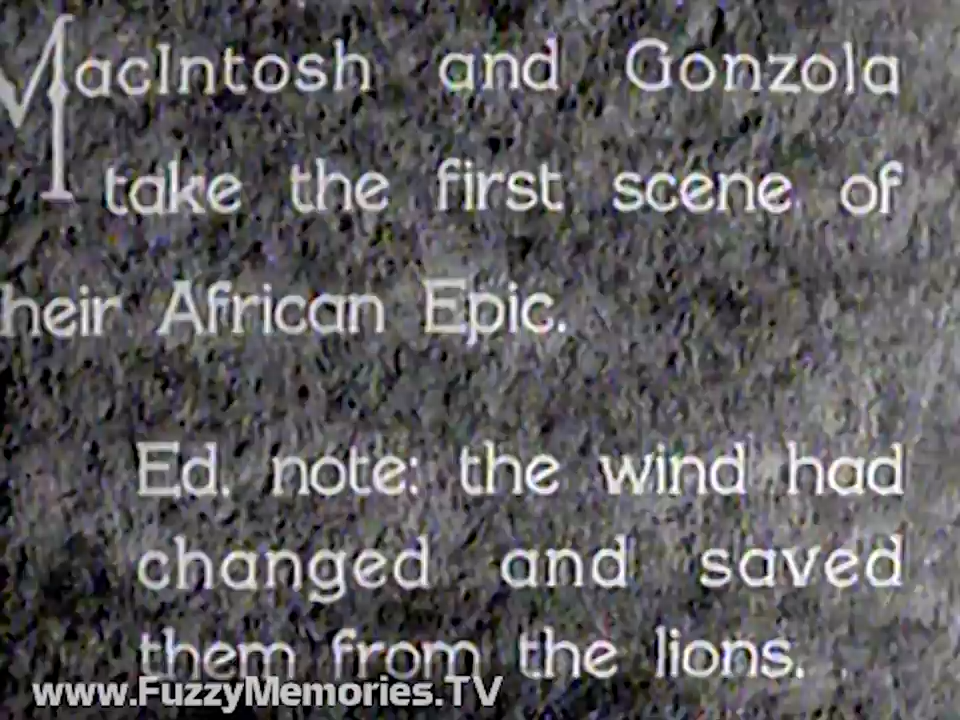 MacIntosh and Gonzola
take the first scene of
heir African Epic.
Ed. note: the wind had
changed and saved
them from the lions.
www.FuzzyMemories.TV